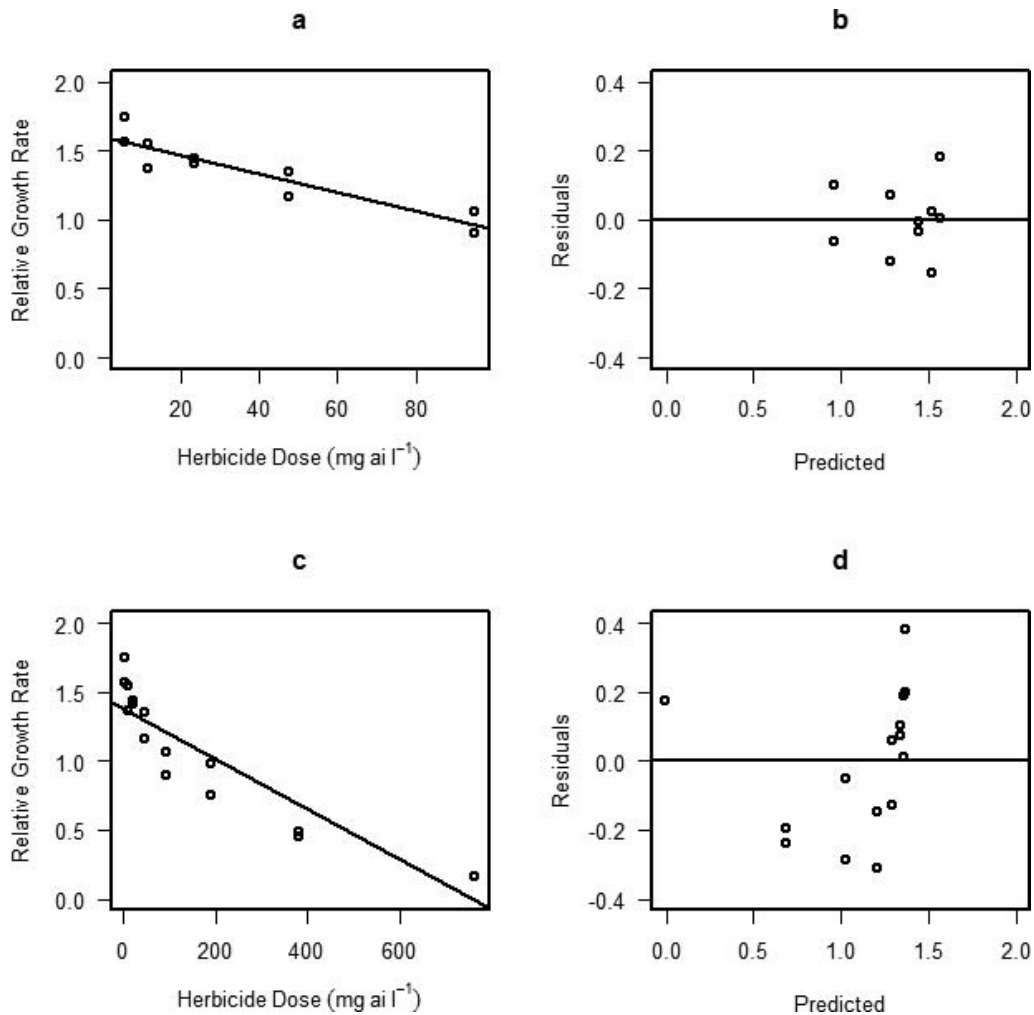 a
2.0
1.5
1.0
0.5
0.0
Relative Growth Rate
20 40 60 80
Herbicide Dose (mg ai l⁻¹)
b
0.4
0.2
0.0
-0.2
-0.4
Residuals
0.0 0.5 1.0 1.5 2.0
Predicted
c
2.0
1.5
1.0
0.5
0.0
Relative Growth Rate
0 200 400 600
Herbicide Dose (mg ai l⁻¹)
d
0.4
0.2
0.0
-0.2
-0.4
Residuals
0.0 0.5 1.0 1.5 2.0
Predicted